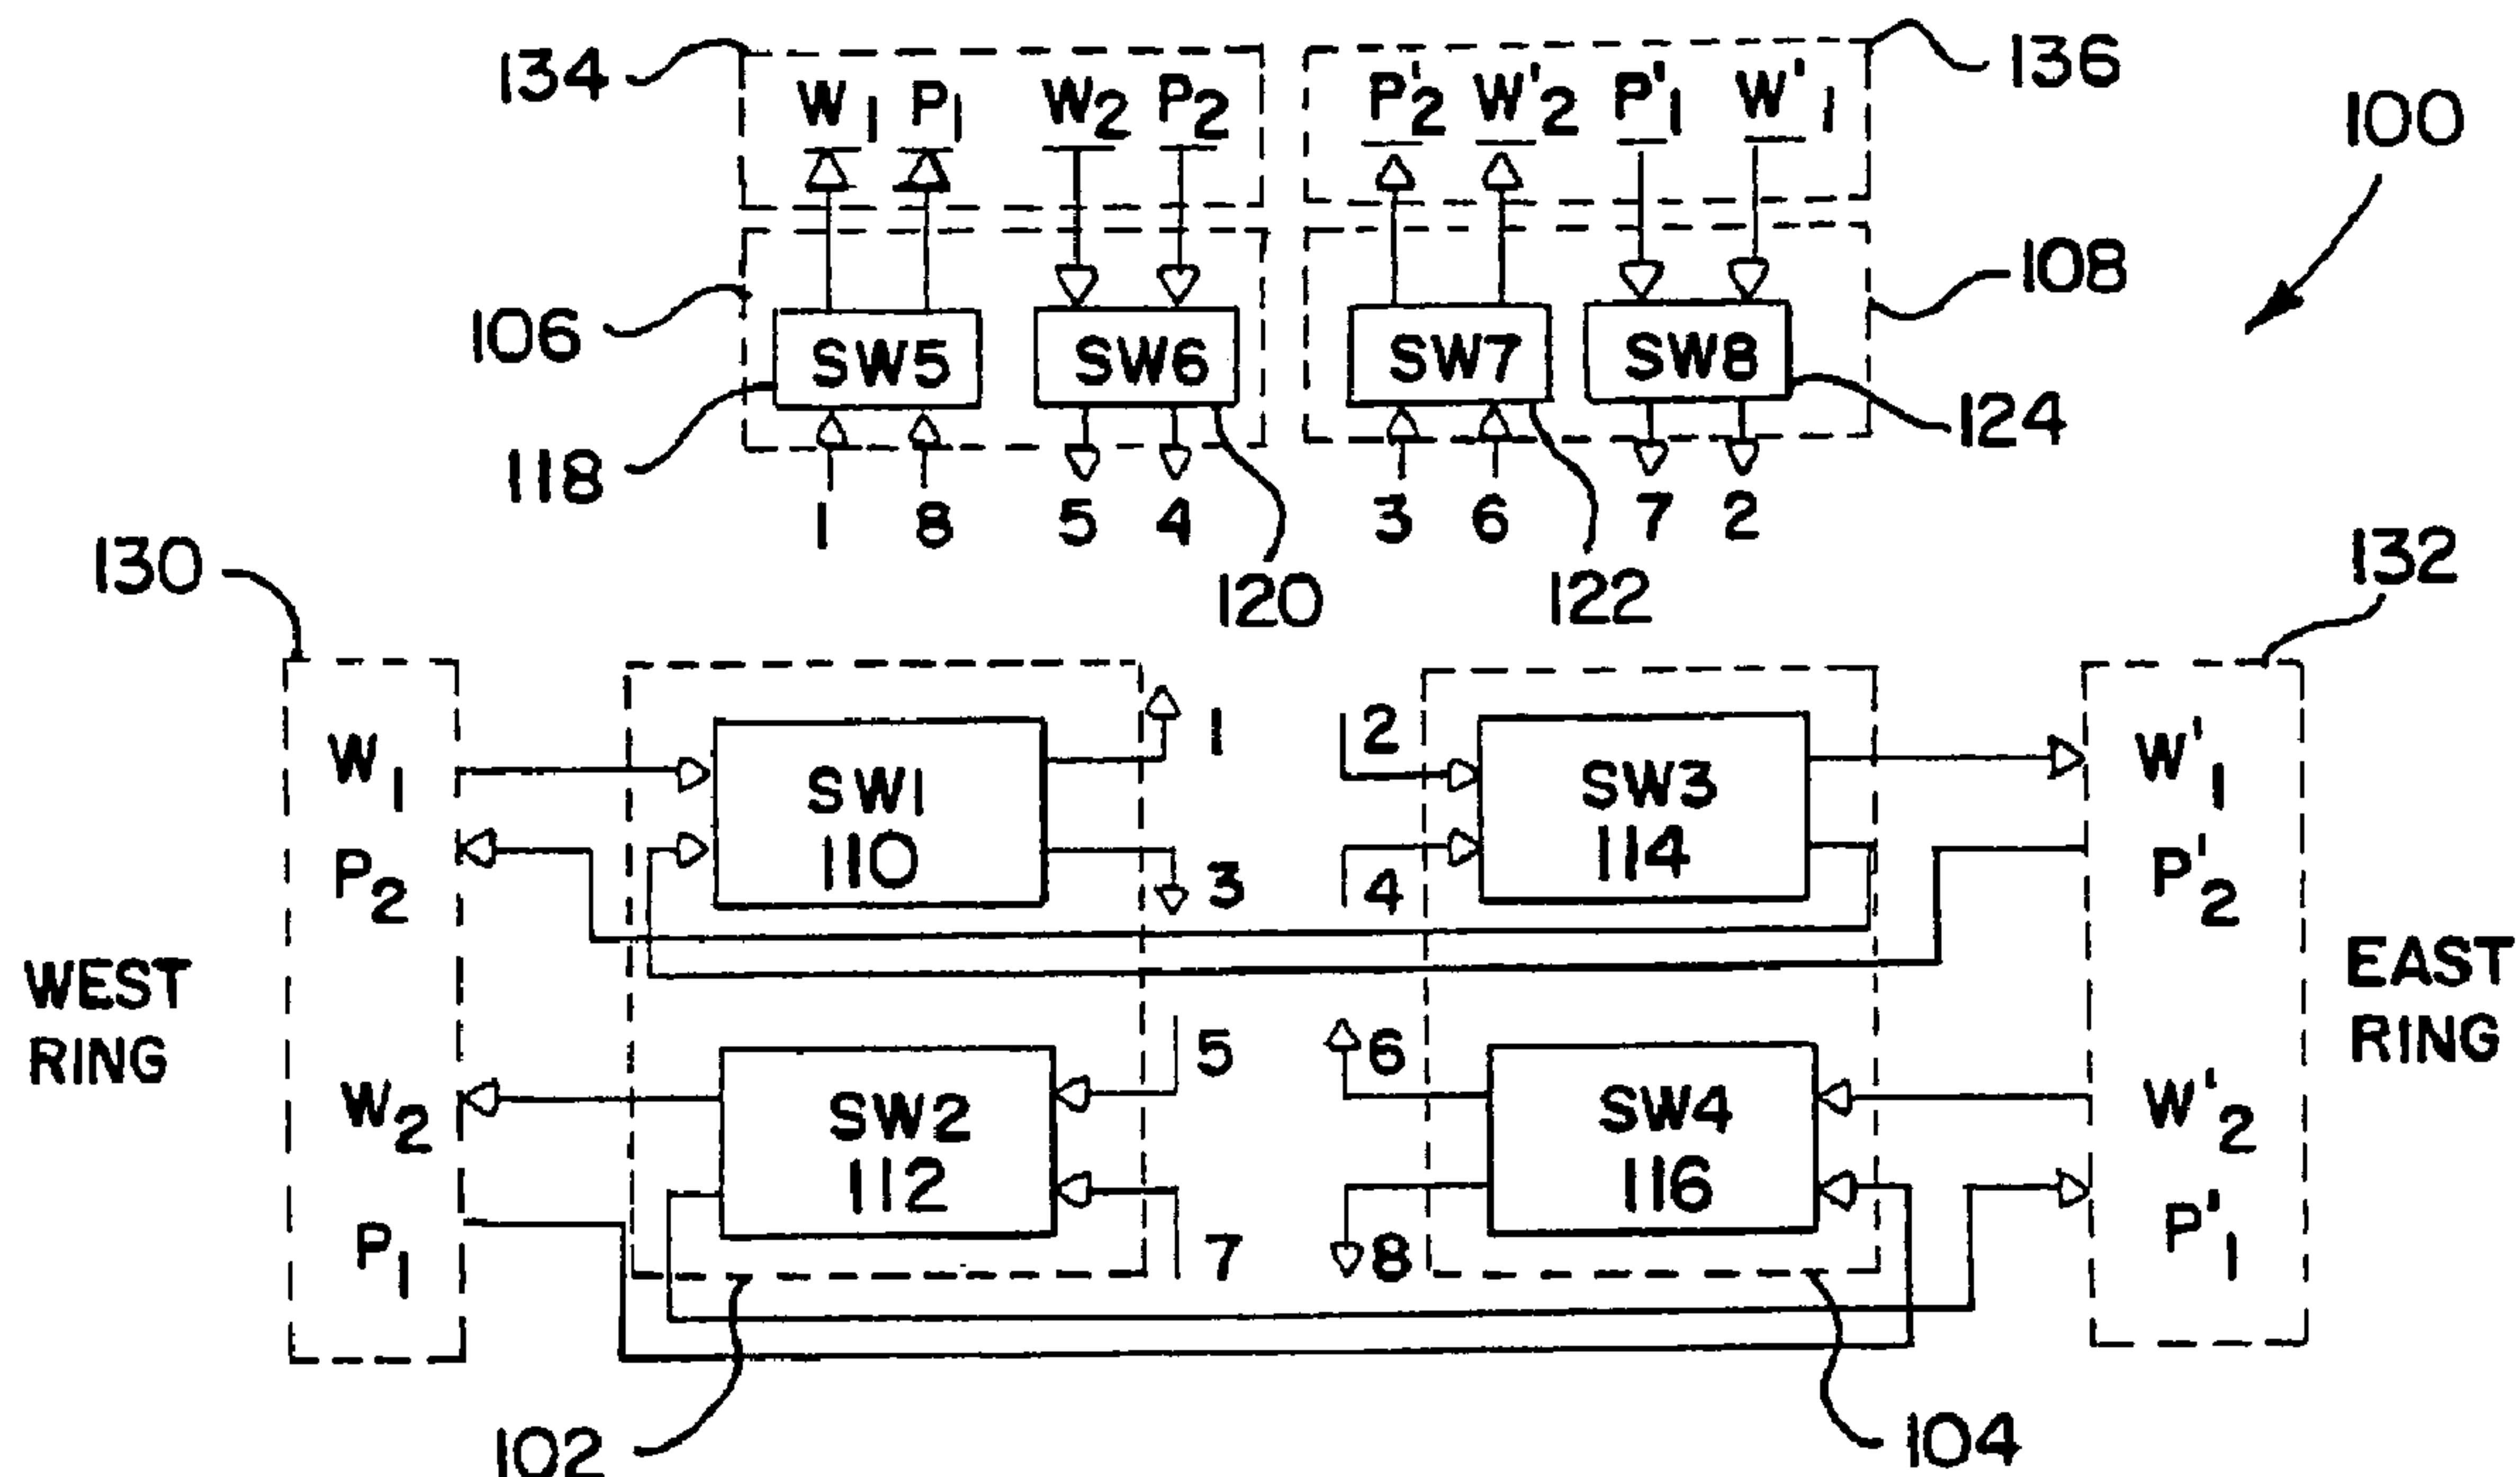 134
W1 P1 W2 P2
P'2 W'2 P'1 W'1
136
100
106
SW5 SW6 SW7 SW8
108
118
124
1 8 5 4 3 6 7 2
120
122
130
132
W1
SW1
110
1
2
SW3
114
W'1
P2
3
4
P'2
WEST
RING
EAST
RING
W2
SW2
112
5
6
SW4
116
W'2
P1
7
8
P'1
102
104